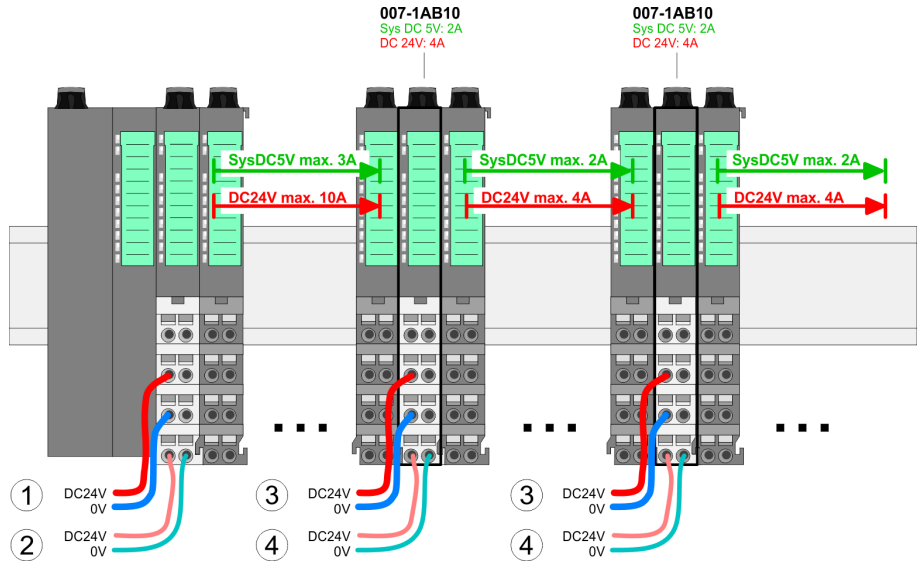 007-1AB10
Sys DC 5V: 2A
DC 24V: 4A
007-1AB10
Sys DC 5V: 2A
DC 24V: 4A
SysDC5V max. 3A
SysDC5V max. 2A
SysDC5V max. 2A
DC24V max. 10A
DC24V max. 4A
DC24V max. 4A
1 DC24V
0V
3 DC24V
0V
3 DC24V
0V
2 DC24V
0V
4 DC24V
0V
4 DC24V
0V